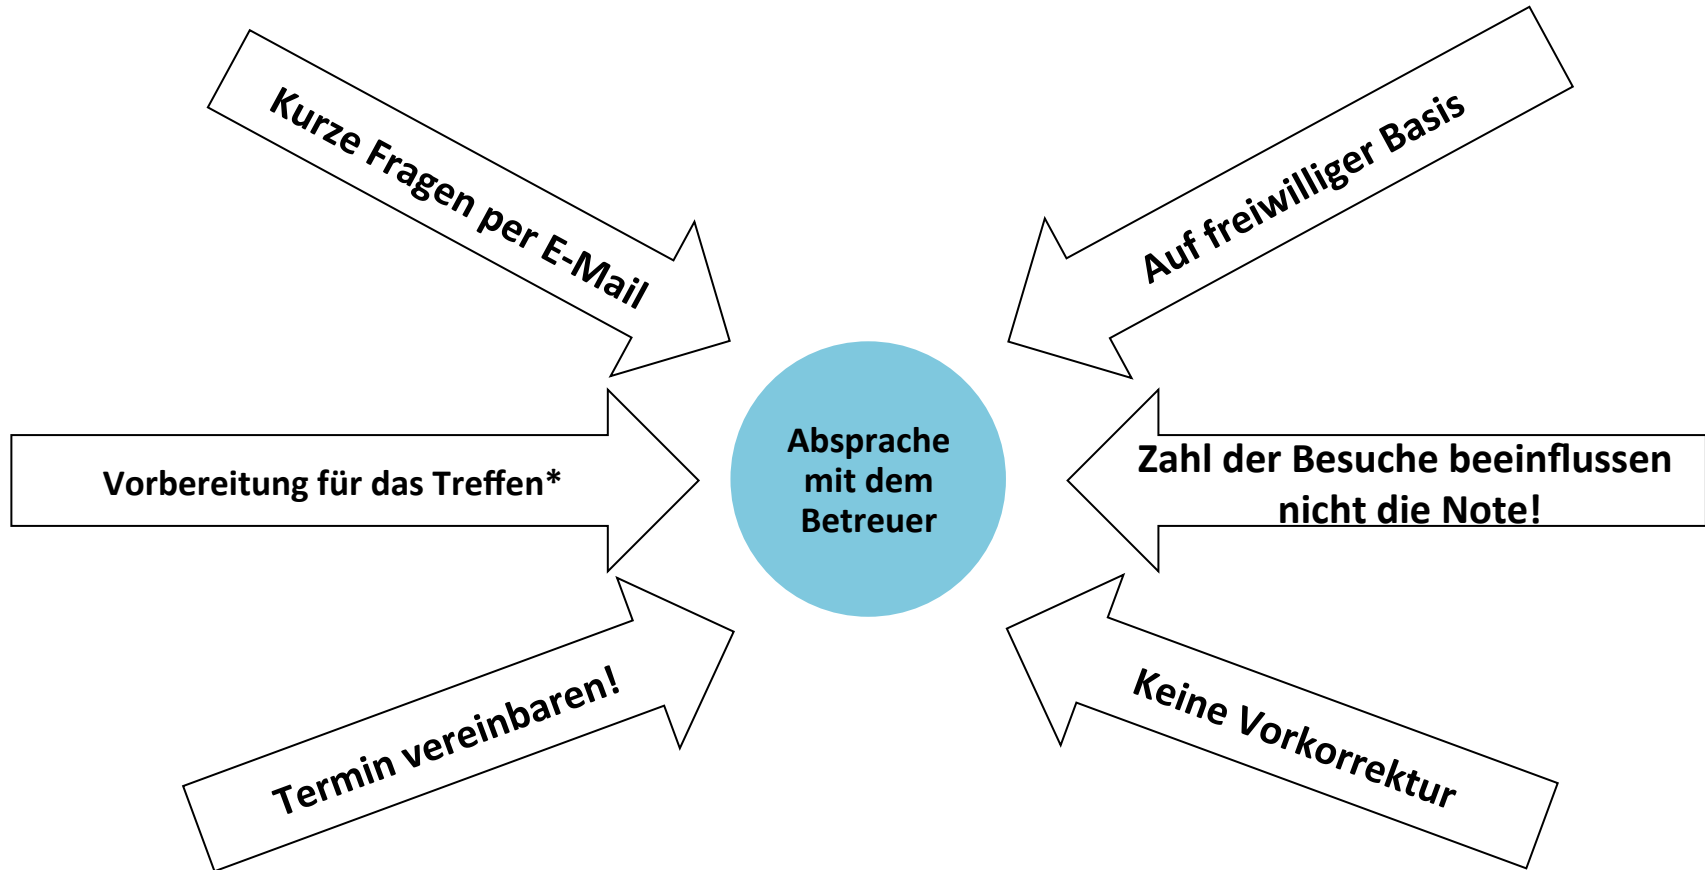 Kurze Fragen per E-Mail
Auf freiwilliger Basis
Vorbereitung für das Treffen*
Absprache
mit dem
Betreuer
Zahl der Besuche beeinflussen
nicht die Note!
Termin vereinbaren!
Keine Vorkorrektur